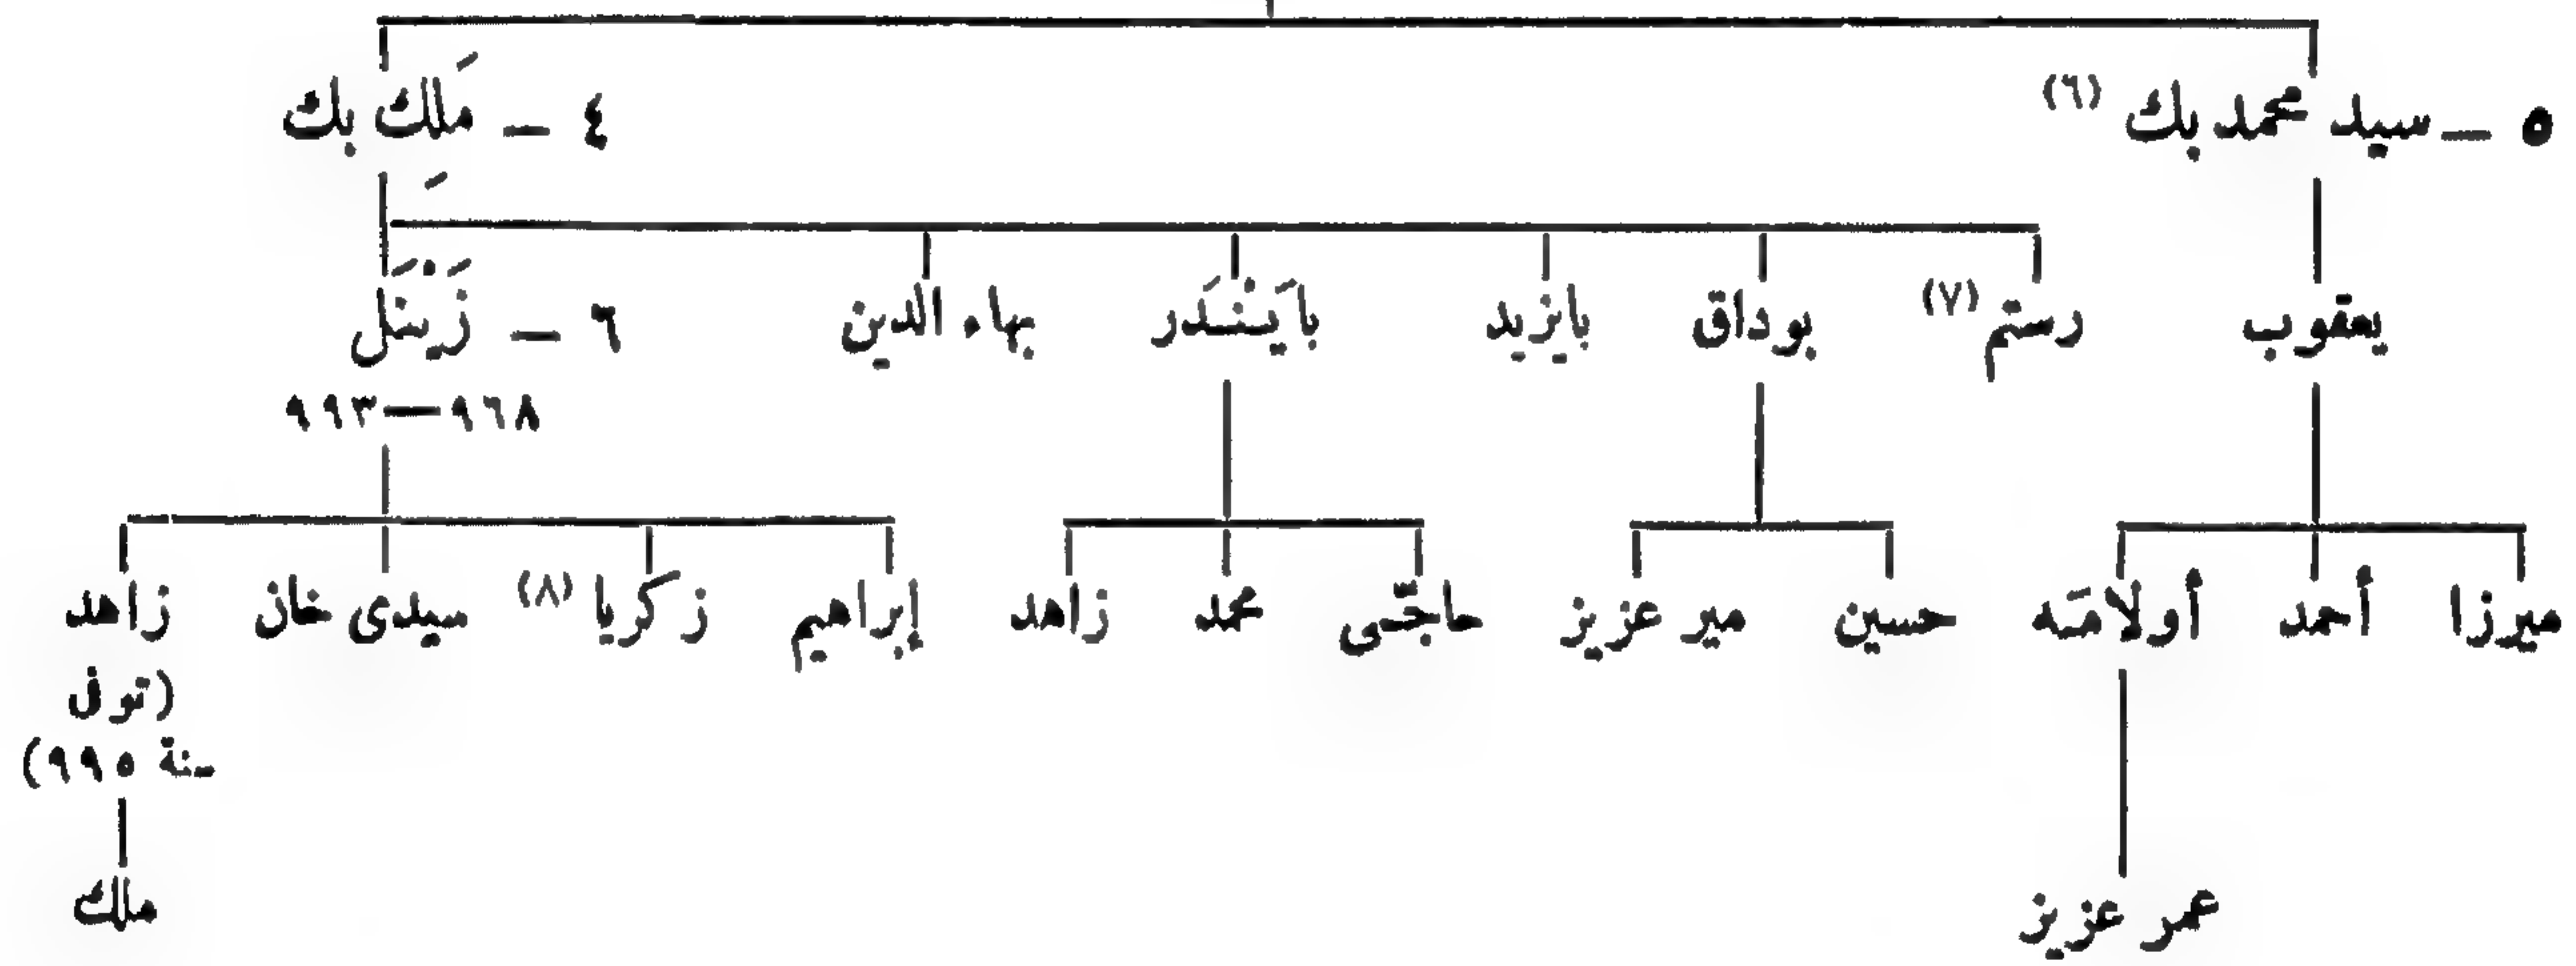 ٥ — سيد محمد بك (٦) ٤ — مَلِك بك
يعقوب رستم (٧) بوداق بايزيد بايَنْدَر بهاء الدين ٦ — زَيْنَل
٩٦٨—٩٩٣
ميرزا أحمد أولامَه حسين مير عزيز حاجّى محمد زاهد إبراهيم زكريا (٨) سيدى خان زاهد
(توفى
سنة ٩٩٥)
عمر عزيز ملك